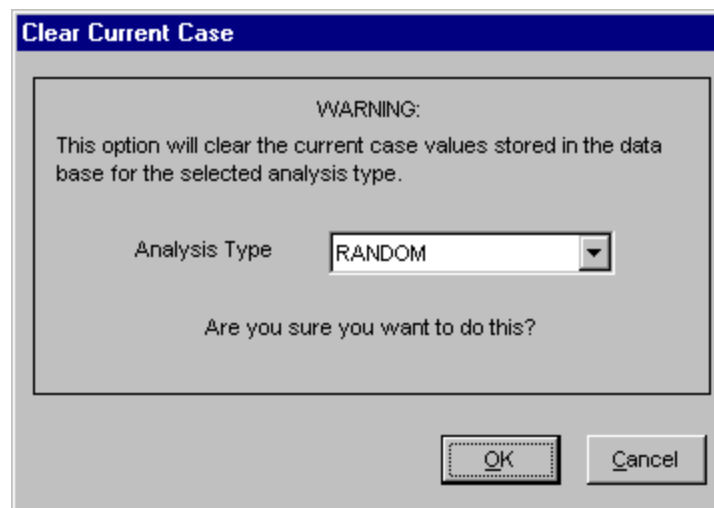 Clear Current Case
WARNING:
This option will clear the current case values stored in the data
base for the selected analysis type.
Analysis Type RANDOM
Are you sure you want to do this?
OK Cancel